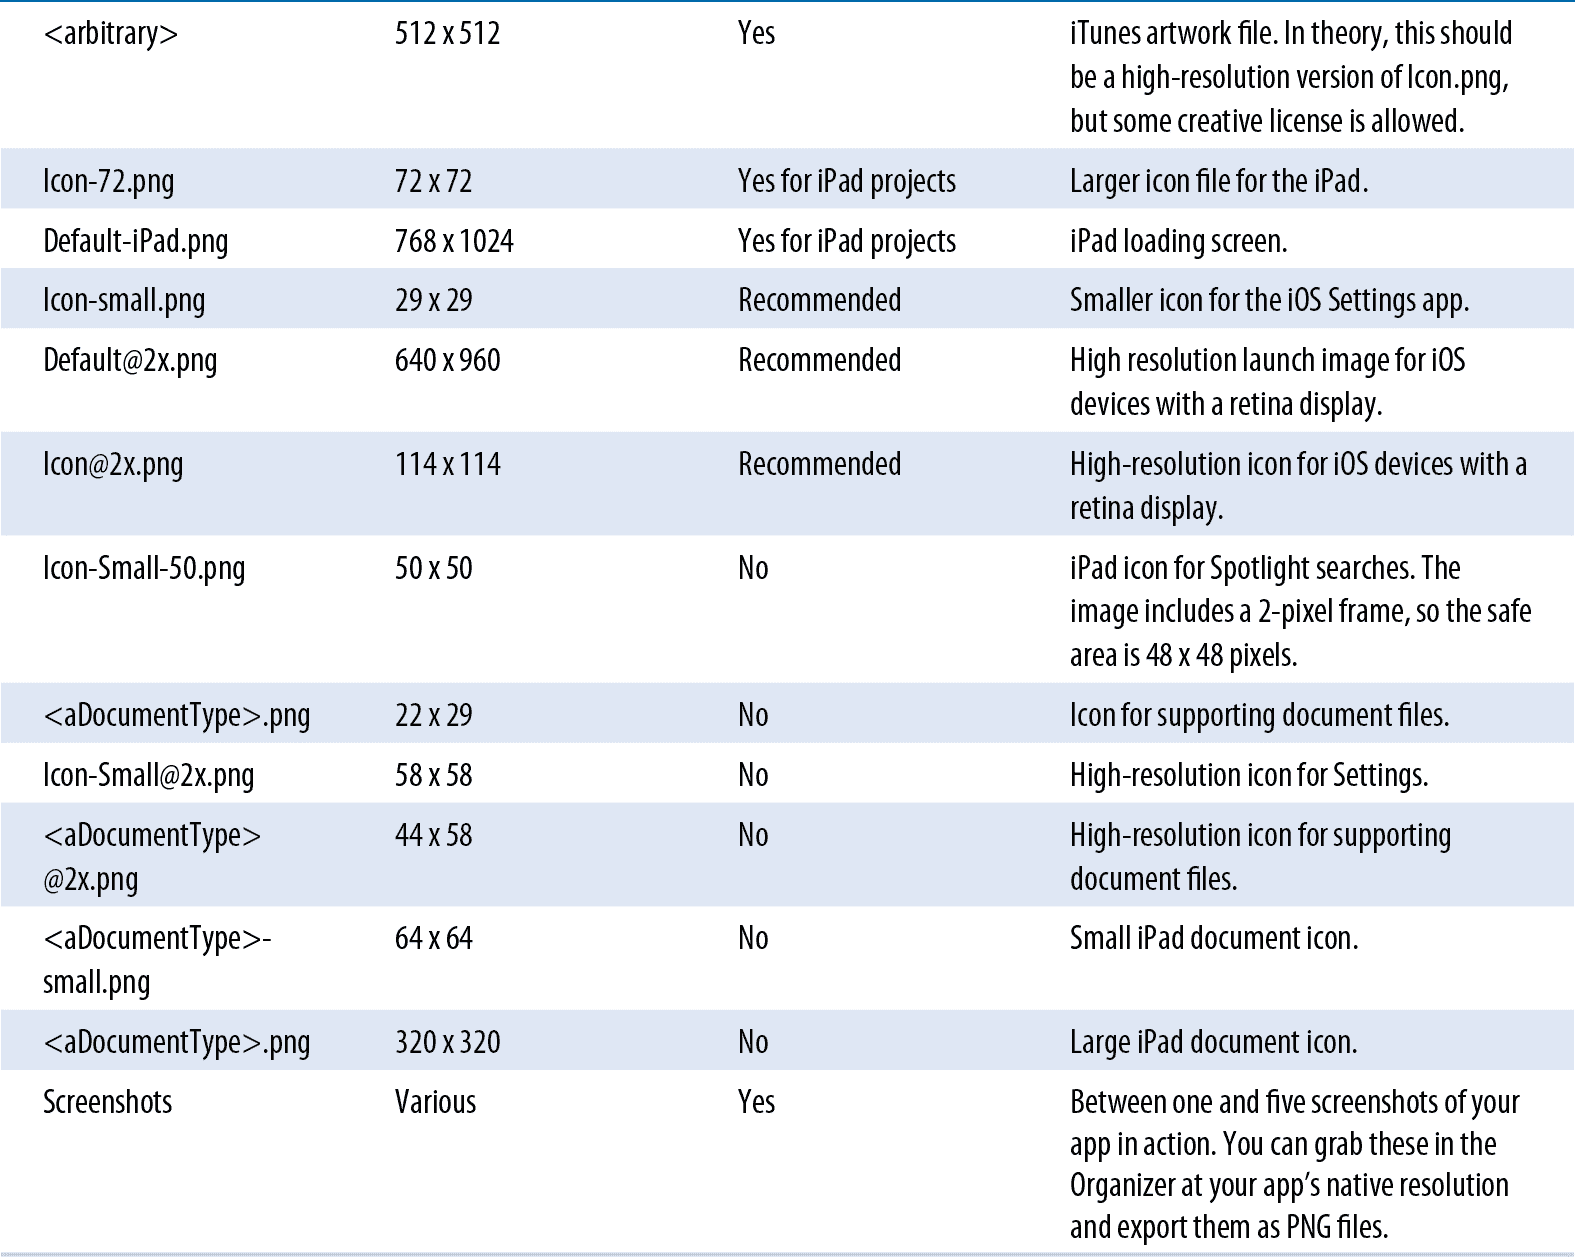 <arbitrary> 512 x 512 Yes iTunes artwork file. In theory, this should
be a high-resolution version of Icon.png,
but some creative license is allowed.
Icon-72.png 72 x 72 Yes for iPad projects Larger icon file for the iPad.
Default-iPad.png 768 x 1024 Yes for iPad projects iPad loading screen.
Icon-small.png 29 x 29 Recommended Smaller icon for the iOS Settings app.
Default@2x.png 640 x 960 Recommended High resolution launch image for iOS
devices with a retina display.
Icon@2x.png 114 x 114 Recommended High-resolution icon for iOS devices with a
retina display.
Icon-Small-50.png 50 x 50 No iPad icon for Spotlight searches. The
image includes a 2-pixel frame, so the safe
area is 48 x 48 pixels.
<aDocumentType>.png 22 x 29 No Icon for supporting document files.
Icon-Small@2x.png 58 x 58 No High-resolution icon for Settings.
<aDocumentType> 44 x 58 No High-resolution icon for supporting
@2x.png document files.
<aDocumentType>- 64 x 64 No Small iPad document icon.
small.png
<aDocumentType>.png 320 x 320 No Large iPad document icon.
Screenshots Various Yes Between one and five screenshots of your
app in action. You can grab these in the
Organizer at your app’s native resolution
and export them as PNG files.